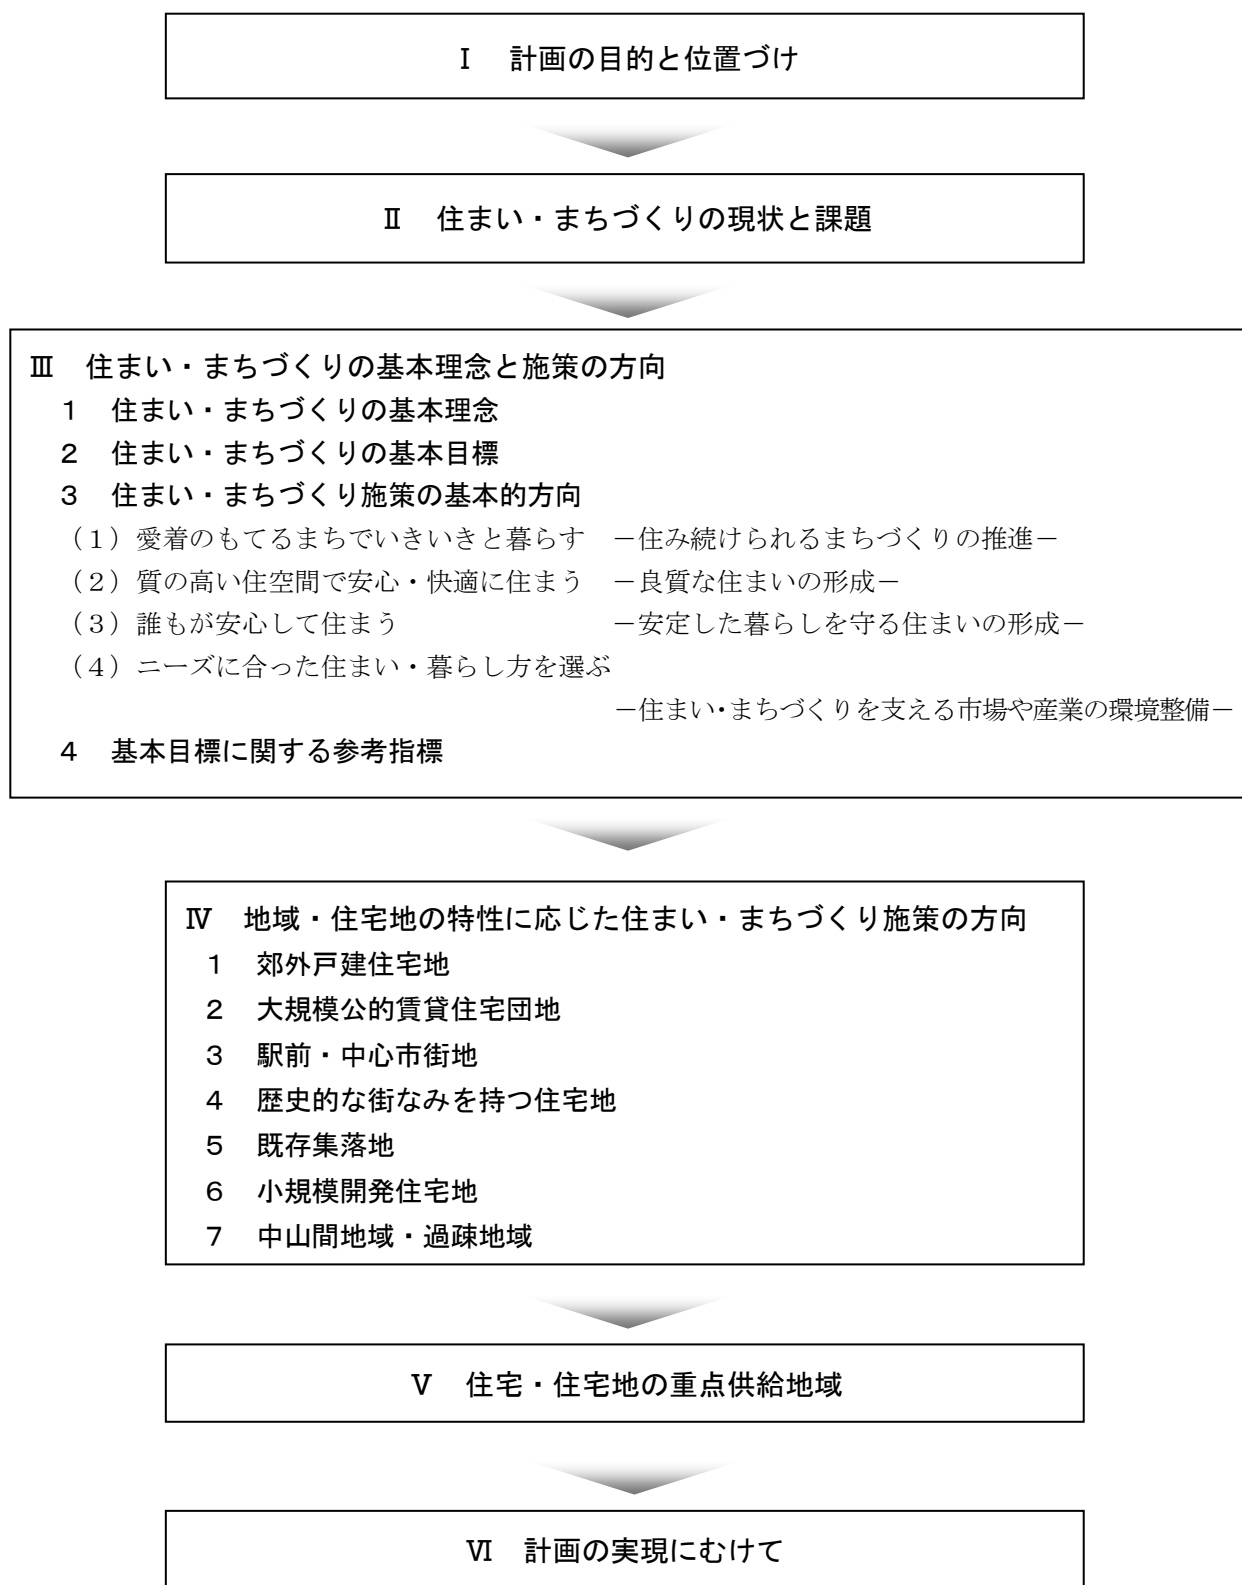 Ⅰ　計画の目的と位置づけ
Ⅱ　住まい・まちづくりの現状と課題
Ⅲ　住まい・まちづくりの基本理念と施策の方向
１　住まい・まちづくりの基本理念
２　住まい・まちづくりの基本目標
３　住まい・まちづくり施策の基本的方向
（１）愛着のもてるまちでいきいきと暮らす　－住み続けられるまちづくりの推進－
（２）質の高い住空間で安心・快適に住まう　－良質な住まいの形成－
（３）誰もが安心して住まう　－安定した暮らしを守る住まいの形成－
（４）ニーズに合った住まい・暮らし方を選ぶ
－住まい・まちづくりを支える市場や産業の環境整備－
４　基本目標に関する参考指標
Ⅳ　地域・住宅地の特性に応じた住まい・まちづくり施策の方向
１　郊外戸建住宅地
２　大規模公的賃貸住宅団地
３　駅前・中心市街地
４　歴史的な街なみを持つ住宅地
５　既存集落地
６　小規模開発住宅地
７　中山間地域・過疎地域
Ⅴ　住宅・住宅地の重点供給地域
Ⅵ　計画の実現にむけて